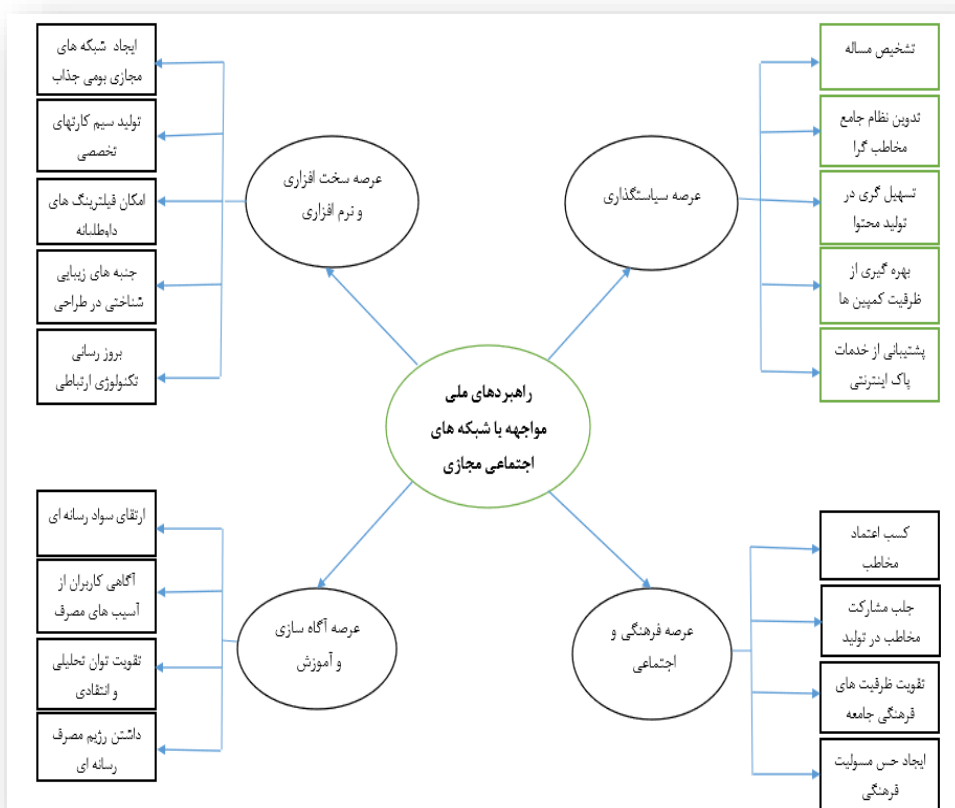 تشخیص مساله
تدوین نظام جامع
مخاطب گرا
تسهیل گری در
تولید محتوا
بهره گیری از
ظرفیت کمپین ها
پشتیبانی از خدمات
پاک اینترنتی
عرصه سیاستگذاری
عرصه سخت افزاری
و نرم افزاری
ایجاد شبکه های
مجازی بومی جذاب
تولید سیم کارتهای
تخصصی
امکان فیلترینگ های
داوطلبانه
جنبه های زیبایی
شناختی در طراحی
بروز رسانی
تکنولوژی ارتباطی
راهبردهای ملی
مواجهه با شبکه های
اجتماعی مجازی
کسب اعتماد
مخاطب
جلب مشارکت
مخاطب در تولید
تقویت ظرفیت های
فرهنگی جامعه
ایجاد حس مسولیت
فرهنگی
عرصه فرهنگی و
اجتماعی
عرصه آگاه سازی
و آموزش
ارتقای سواد رسانه ای
آگاهی کاربران از
آسیب های مصرف
تقویت توان تحلیلی
و انتقادی
داشتن رژیم مصرف
رسانه ای